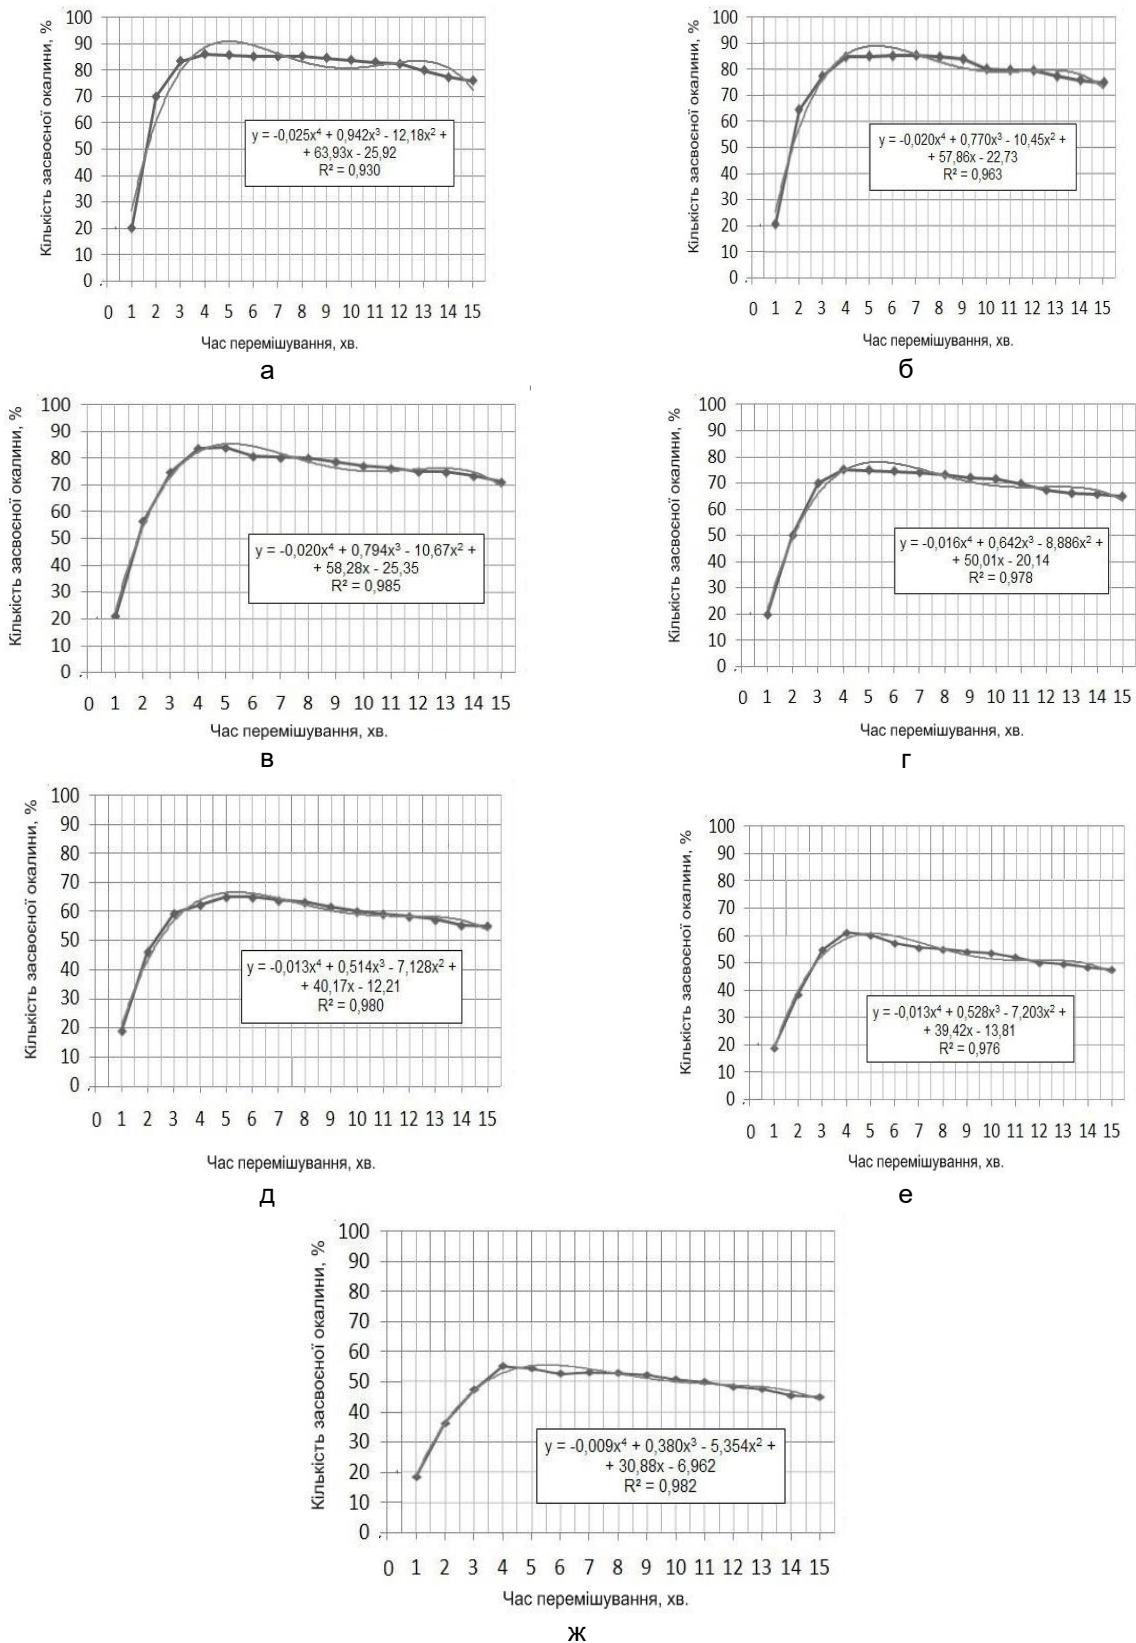 Кількість засвоєної окалини, %
100
90
80
70
60
50
40
30
20
10
0
y = -0,025x⁴ + 0,942x³ - 12,18x² +
+ 63,93x - 25,92
R² = 0,930
0 1 2 3 4 5 6 7 8 9 10 11 12 13 14 15
Час перемішування, хв.
а
Кількість засвоєної окалини, %
100
90
80
70
60
50
40
30
20
10
0
y = -0,020x⁴ + 0,770x³ - 10,45x² +
+ 57,86x - 22,73
R² = 0,963
0 1 2 3 4 5 6 7 8 9 10 11 12 13 14 15
Час перемішування, хв.
б
Кількість засвоєної окалини, %
100
90
80
70
60
50
40
30
20
10
0
y = -0,020x⁴ + 0,794x³ - 10,67x² +
+ 58,28x - 25,35
R² = 0,985
0 1 2 3 4 5 6 7 8 9 10 11 12 13 14 15
Час перемішування, хв.
в
Кількість засвоєної окалини, %
100
90
80
70
60
50
40
30
20
10
0
y = -0,016x⁴ + 0,642x³ - 8,886x² +
+ 50,01x - 20,14
R² = 0,978
0 1 2 3 4 5 6 7 8 9 10 11 12 13 14 15
Час перемішування, хв.
г
Кількість засвоєної окалини, %
100
90
80
70
60
50
40
30
20
10
0
y = -0,013x⁴ + 0,514x³ - 7,128x² +
+ 40,17x - 12,21
R² = 0,980
0 1 2 3 4 5 6 7 8 9 10 11 12 13 14 15
Час перемішування, хв.
д
Кількість засвоєної окалини, %
100
90
80
70
60
50
40
30
20
10
0
y = -0,013x⁴ + 0,528x³ - 7,203x² +
+ 39,42x - 13,81
R² = 0,976
0 1 2 3 4 5 6 7 8 9 10 11 12 13 14 15
Час перемішування, хв.
е
Кількість засвоєної окалини, %
100
90
80
70
60
50
40
30
20
10
0
y = -0,009x⁴ + 0,380x³ - 5,354x² +
+ 30,88x - 6,962
R² = 0,982
0 1 2 3 4 5 6 7 8 9 10 11 12 13 14 15
Час перемішування, хв.
ж